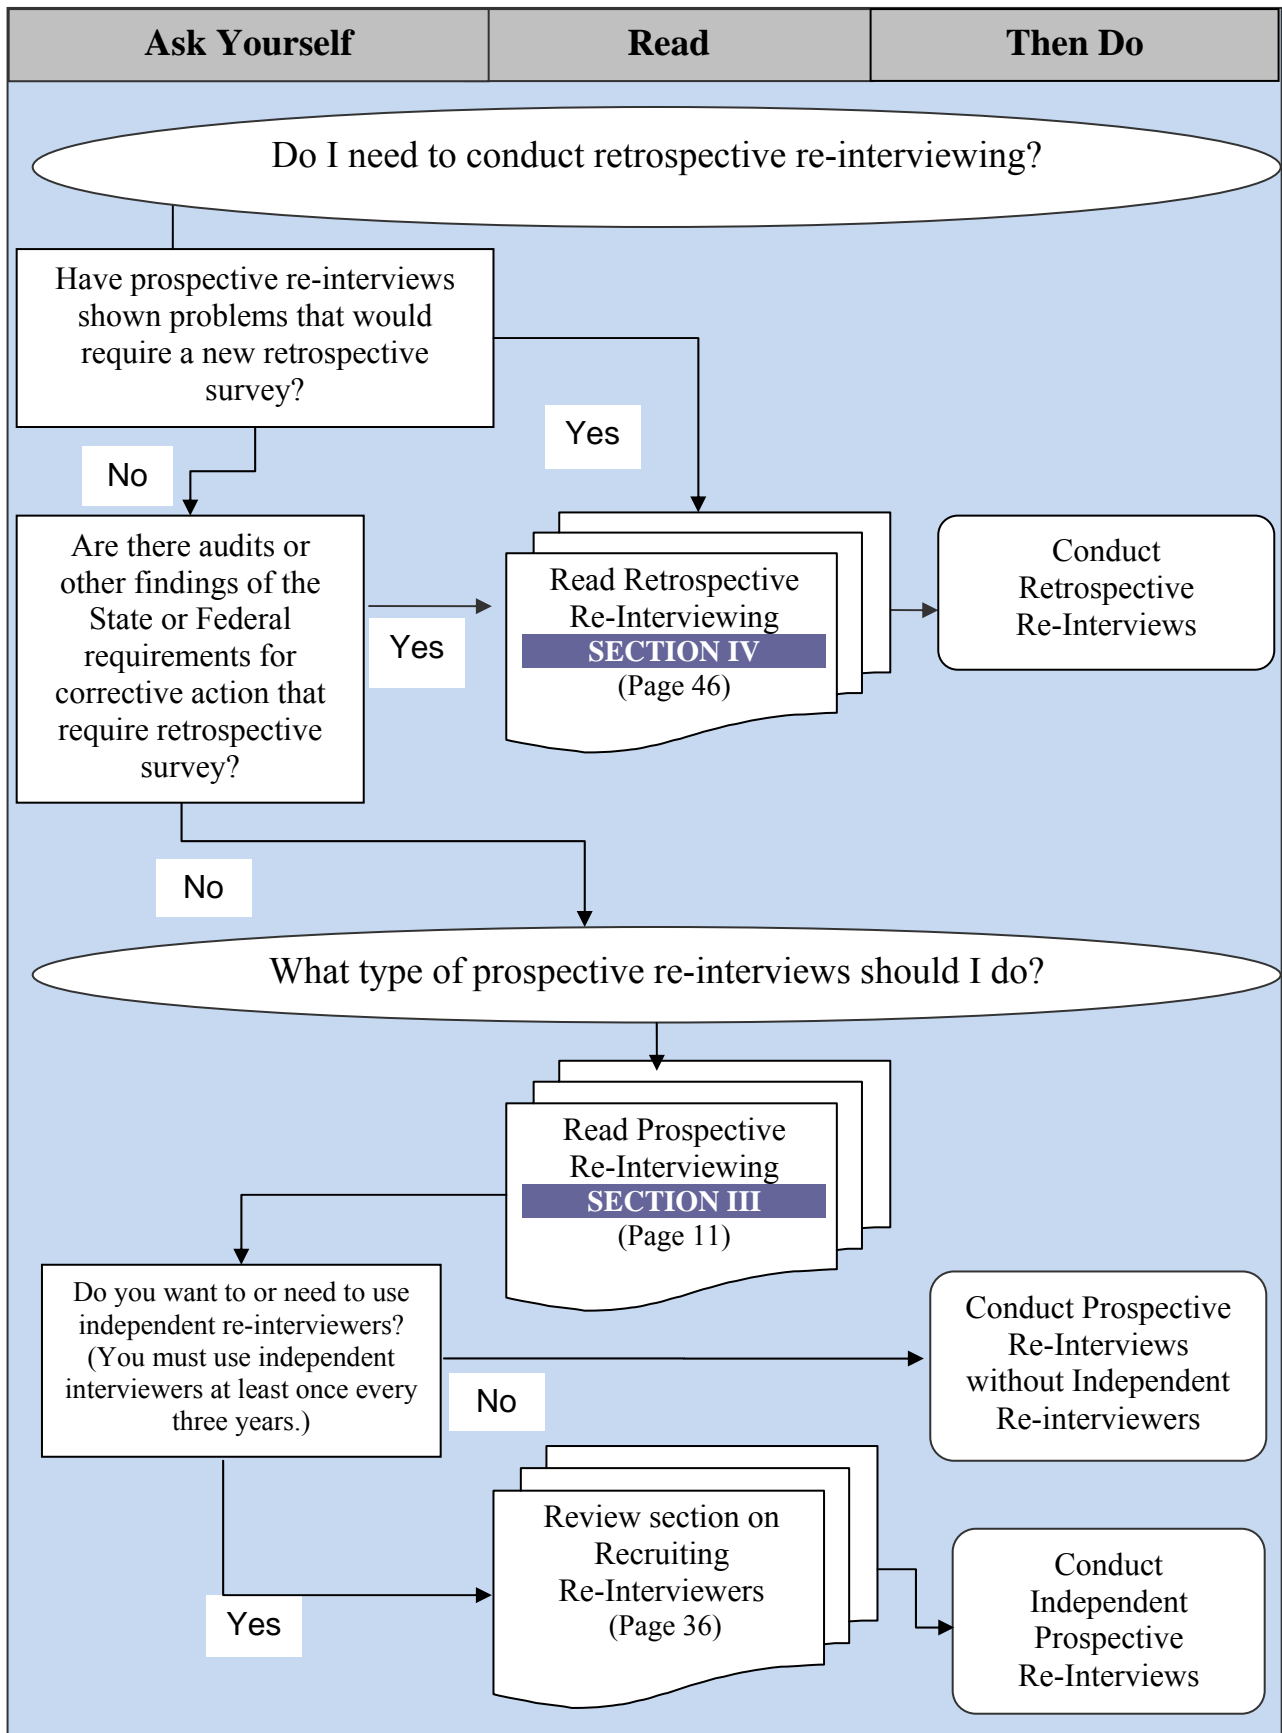 Ask Yourself
Read
Then Do
Do I need to conduct retrospective re-interviewing?
Have prospective re-interviews
shown problems that would
require a new retrospective
survey?
Yes
No
Are there audits or
other findings of the
State or Federal
requirements for
corrective action that
require retrospective
survey?
Yes
Read Retrospective
Re-Interviewing
SECTION IV
(Page 46)
Conduct
Retrospective
Re-Interviews
No
What type of prospective re-interviews should I do?
Read Prospective
Re-Interviewing
SECTION III
(Page 11)
Do you want to or need to use
independent re-interviewers?
(You must use independent
interviewers at least once every
three years.)
No
Conduct Prospective
Re-Interviews
without Independent
Re-interviewers
Yes
Review section on
Recruiting
Re-Interviewers
(Page 36)
Conduct
Independent
Prospective
Re-Interviews